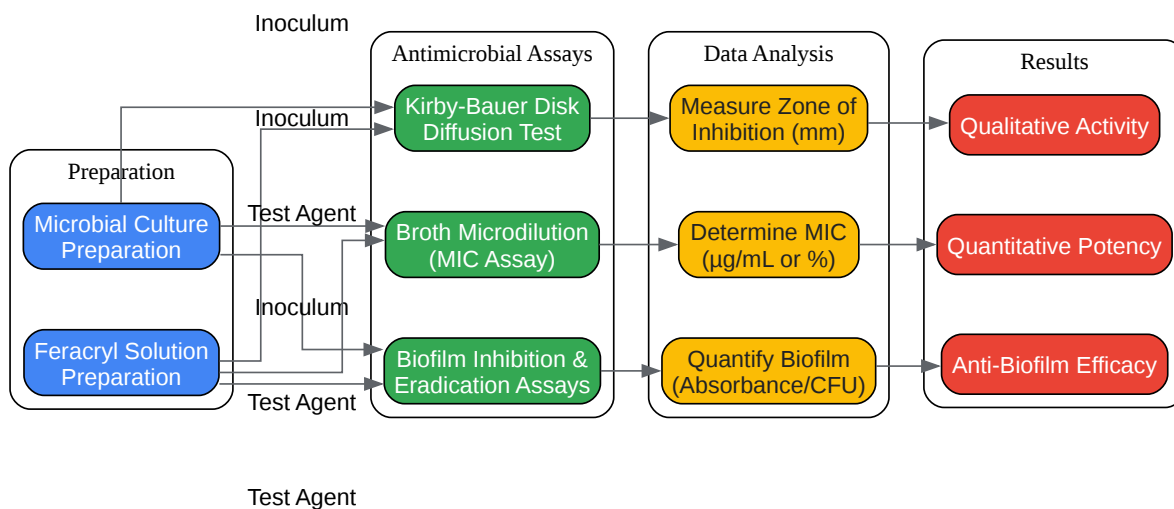 Inoculum
Antimicrobial Assays
Data Analysis
Results
Kirby-Bauer Disk
Diffusion Test
Measure Zone of
Inhibition (mm)
Qualitative Activity
Inoculum
Preparation
Microbial Culture
Preparation
Test Agent
Broth Microdilution
(MIC Assay)
Determine MIC
(µg/mL or %)
Quantitative Potency
Inoculum
Feracryl Solution
Preparation
Biofilm Inhibition &
Eradication Assays
Quantify Biofilm
(Absorbance/CFU)
Anti-Biofilm Efficacy
Test Agent
Test Agent